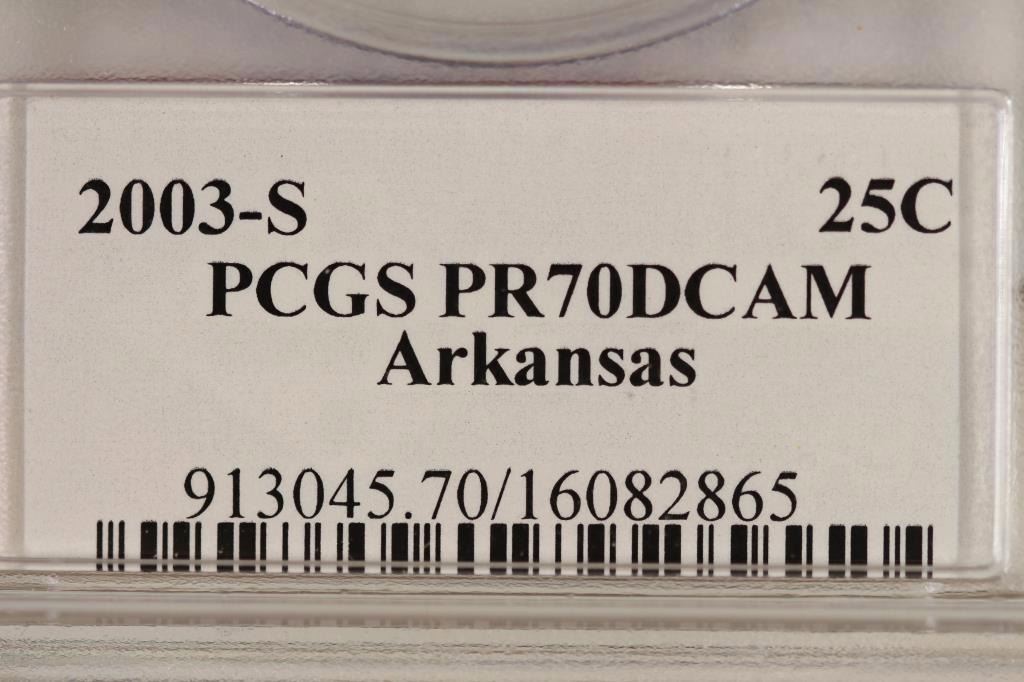 2003-S 25C
PCGS PR70DCAM
Arkansas
913045.70/16082865